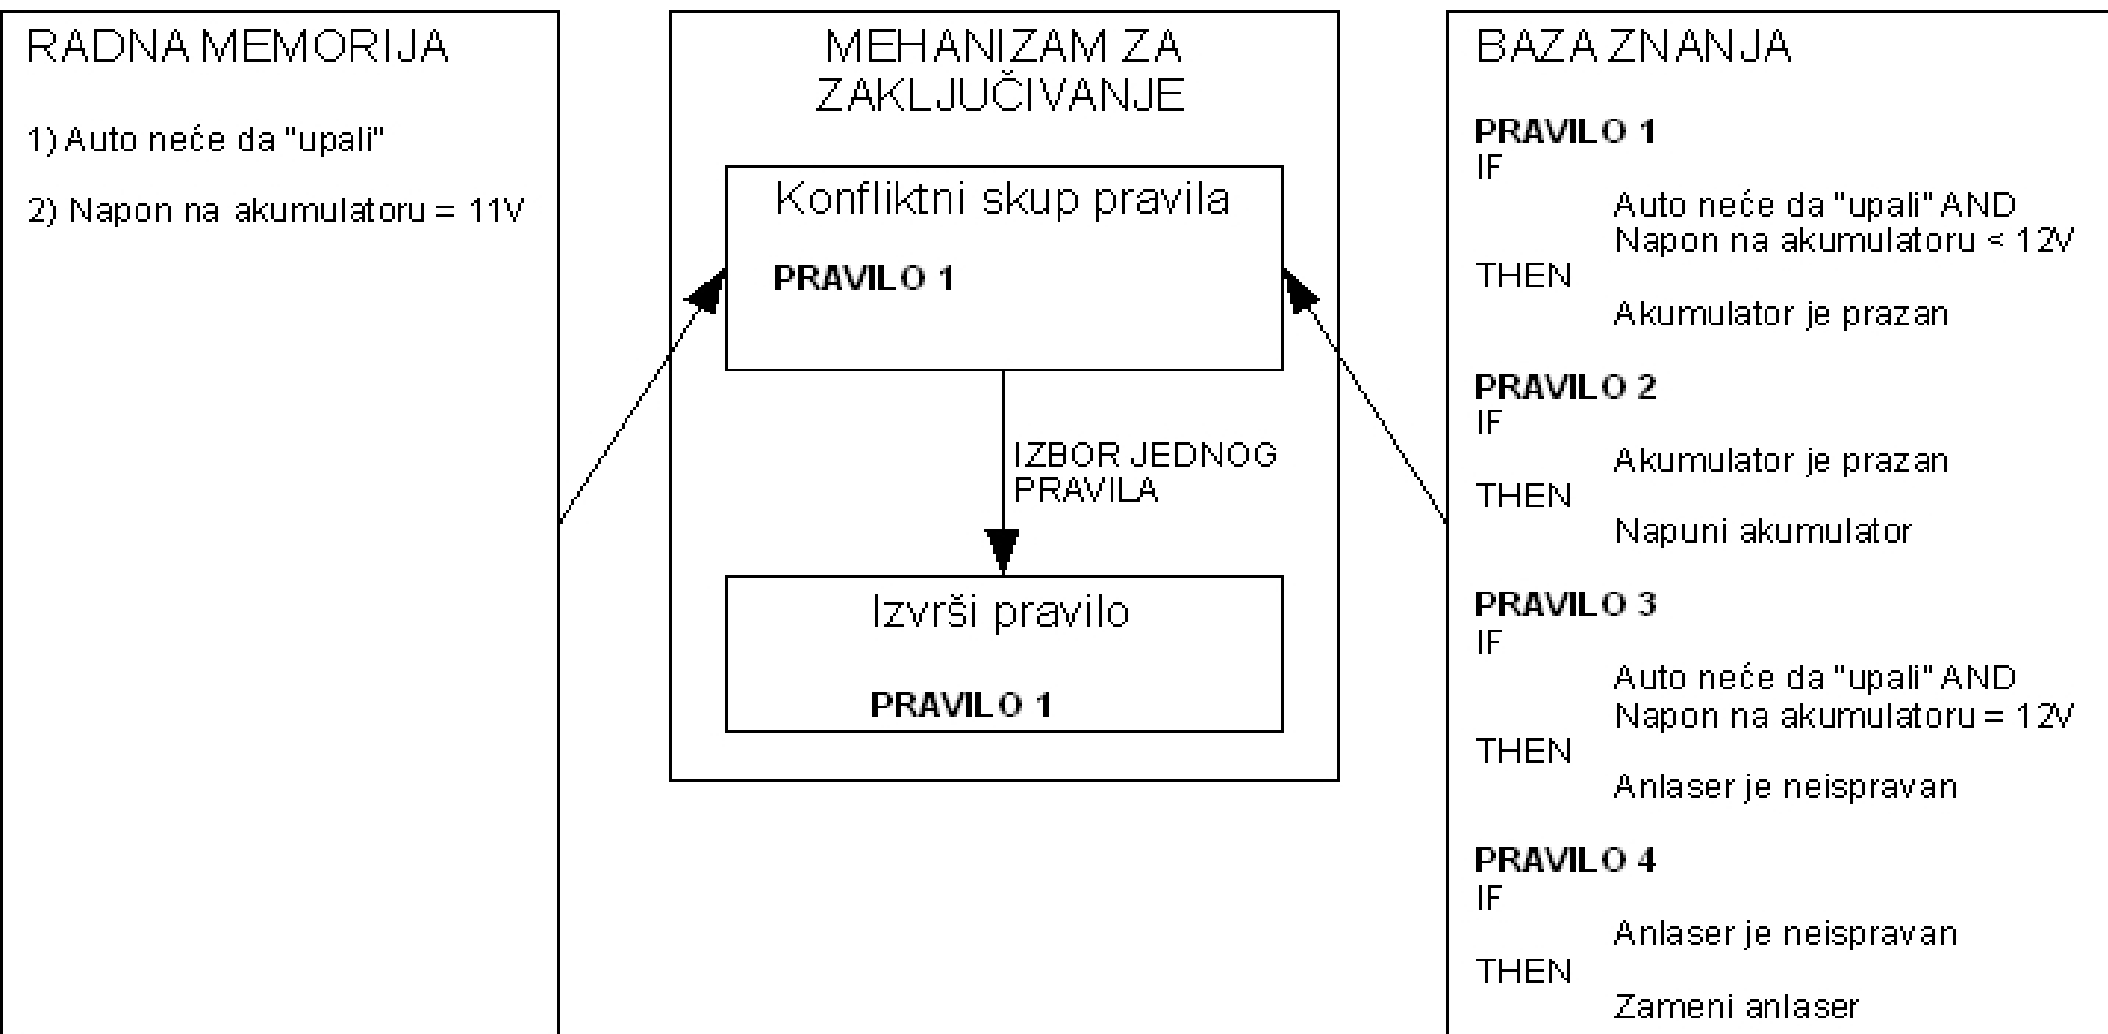 RADNA MEMORIJA
1) Auto neće da "upali"
2) Napon na akumulatoru = 11V
MEHANIZAM ZA
ZAKLJUČIVANJE
Konfliktni skup pravila
PRAVILO 1
IZBOR JEDNOG
PRAVILA
Izvrši pravilo
PRAVILO 1
BAZA ZNANJA
PRAVILO 1
IF
Auto neće da "upali" AND
Napon na akumulatoru < 12V
THEN
Akumulator je prazan
PRAVILO 2
IF
Akumulator je prazan
THEN
Napuni akumulator
PRAVILO 3
IF
Auto neće da "upali" AND
Napon na akumulatoru = 12V
THEN
Anlaser je neispravan
PRAVILO 4
IF
Anlaser je neispravan
THEN
Zameni anlaser